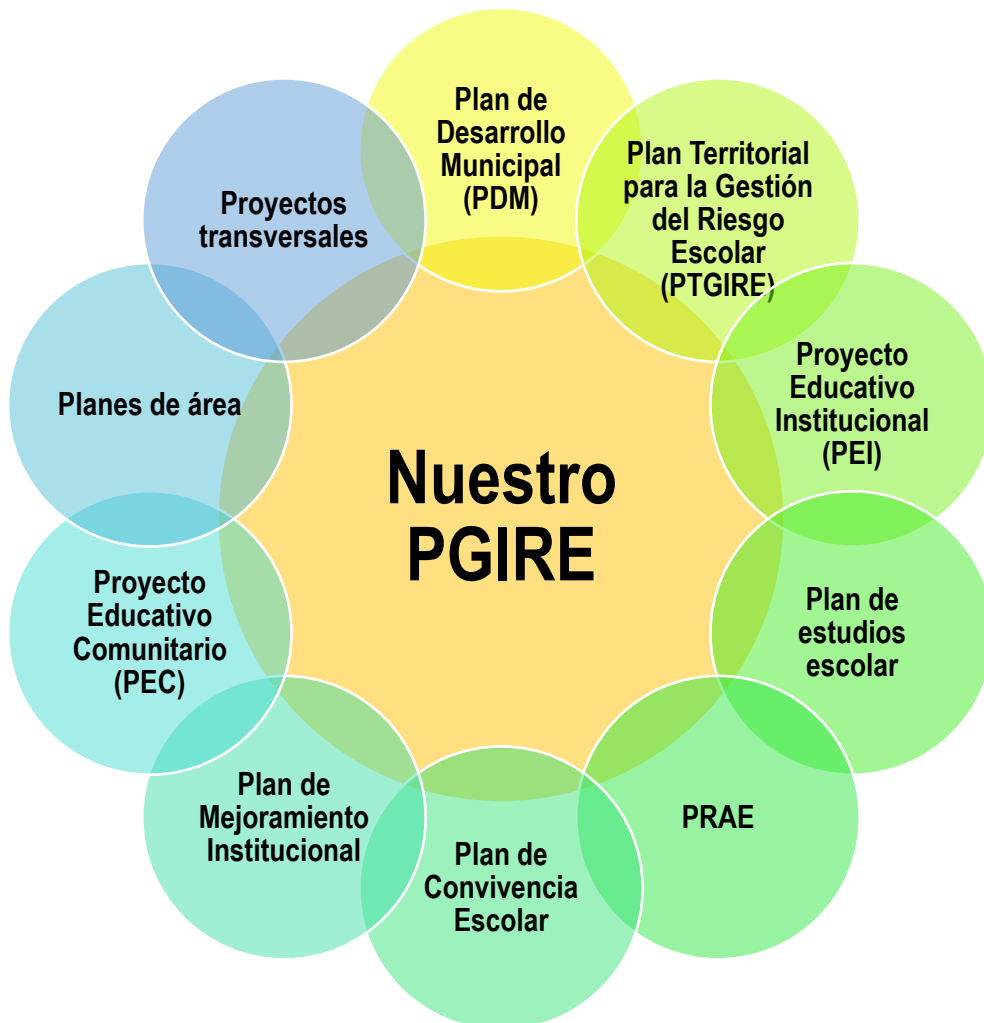 Plan de
Desarrollo
Municipal
(PDM)
Plan Territorial
para la Gestión
del Riesgo
Escolar
(PTGIRE)
Proyecto
Educativo
Institucional
(PEI)
Plan de
estudios
escolar
PRAE
Plan de
Convivencia
Escolar
Plan de
Mejoramiento
Institucional
Proyecto
Educativo
Comunitario
(PEC)
Planes de área
Proyectos
transversales
Nuestro
PGIRE